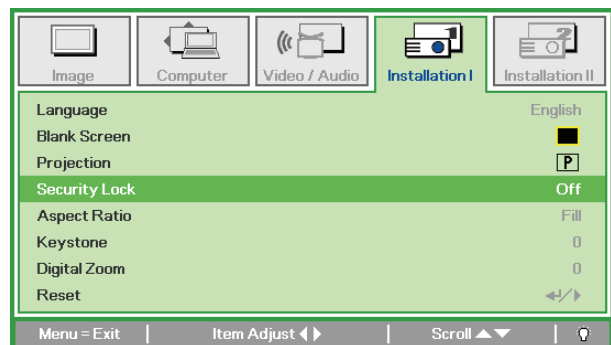 Image Computer Video / Audio Installation I Installation II
Language English
Blank Screen
Projection P
Security Lock Off
Aspect Ratio Fill
Keystone 0
Digital Zoom 0
Reset
Menu = Exit Item Adjust Scroll